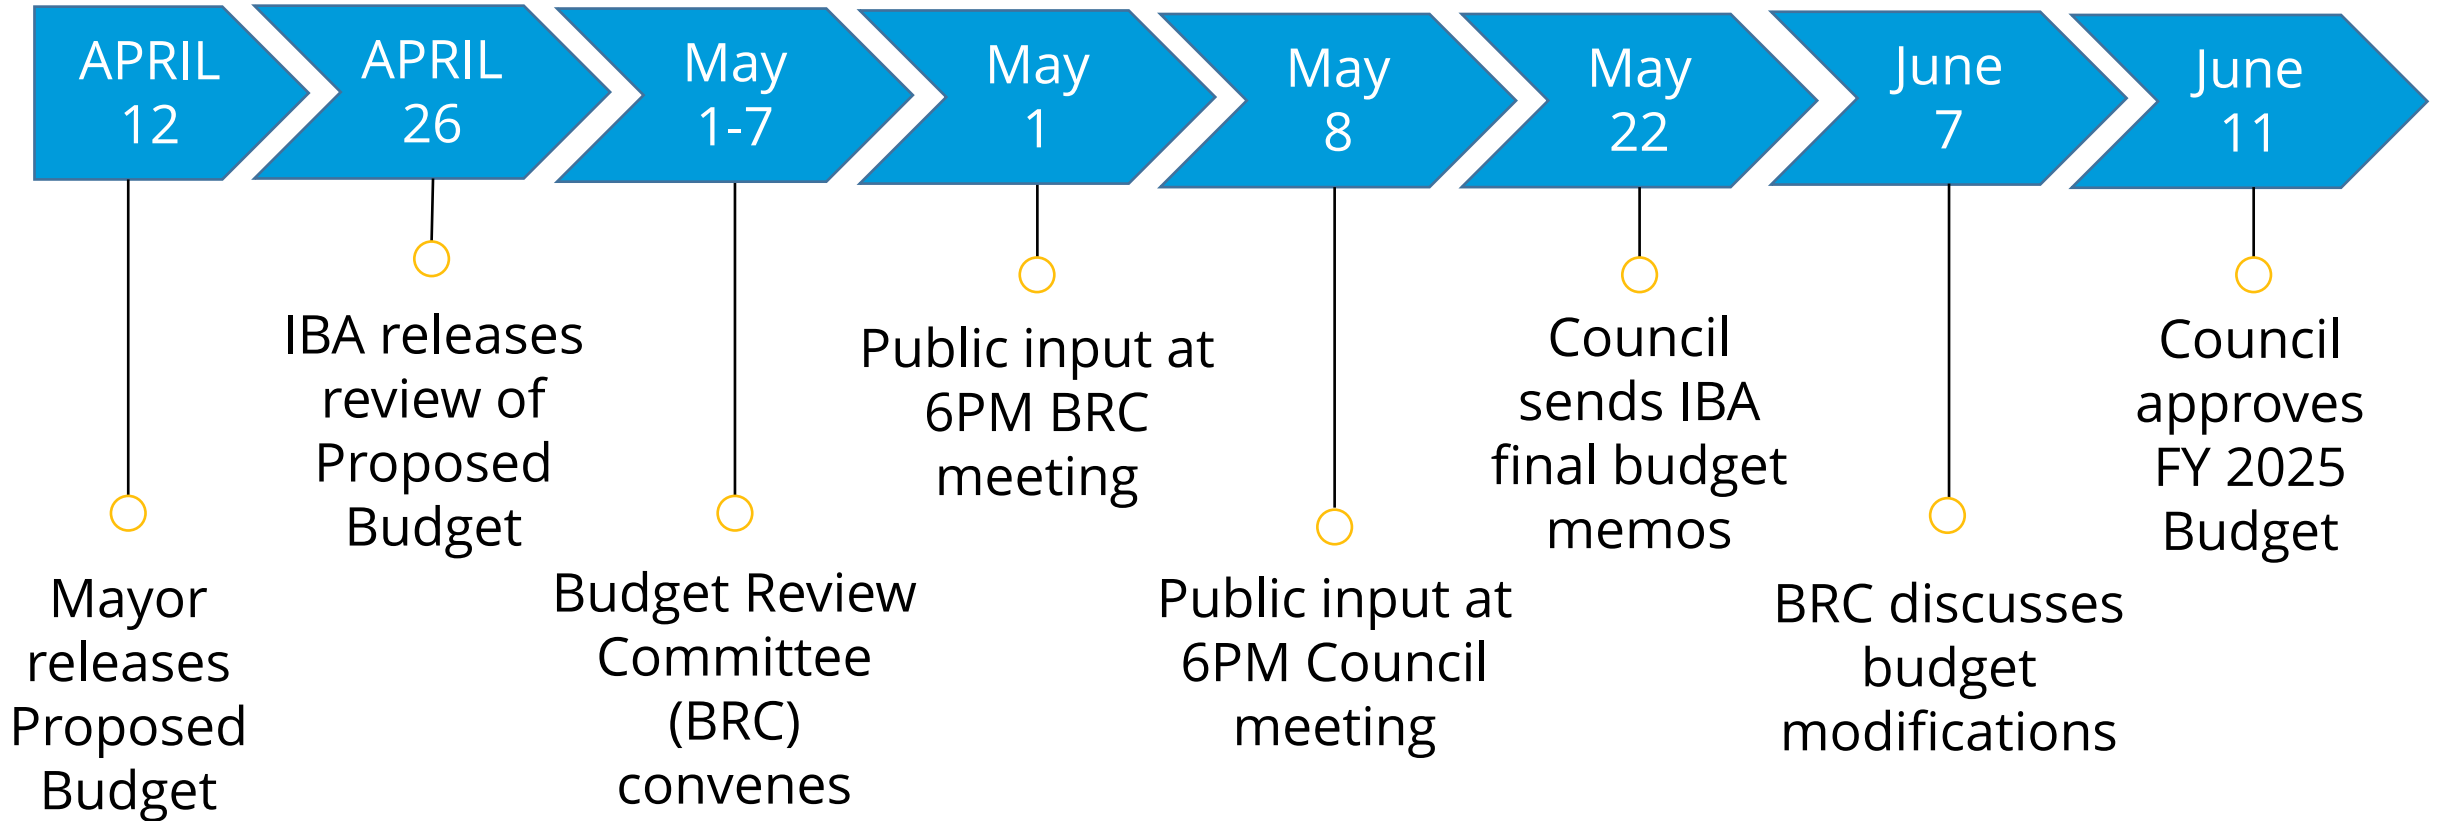 APRIL
12
APRIL
26
May
1-7
May
1
May
8
May
22
June
7
June
11
Mayor
releases
Proposed
Budget
IBA releases
review of
Proposed
Budget
Budget Review
Committee
(BRC)
convenes
Public input at
6PM BRC
meeting
Public input at
6PM Council
meeting
Council
sends IBA
final budget
memos
BRC discusses
budget
modifications
Council
approves
FY 2025
Budget